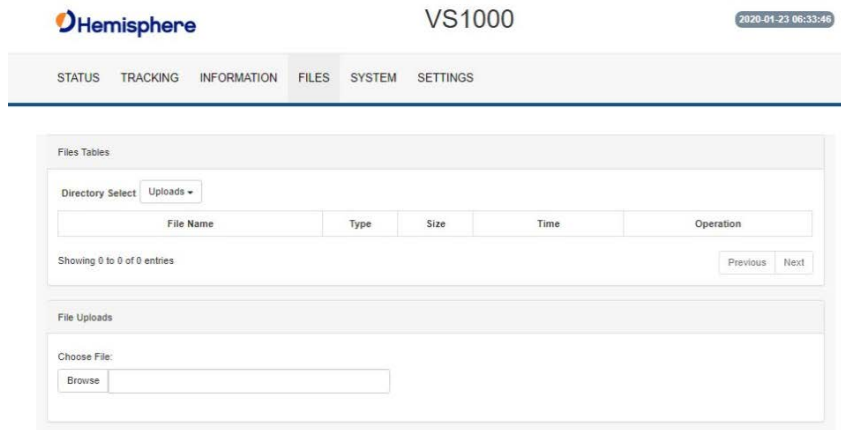 Hemisphere VS1000 2020-01-23 06:33:46
STATUS TRACKING INFORMATION FILES SYSTEM SETTINGS
Files Tables
Directory Select Uploads
File Name Type Size Time Operation
Showing 0 to 0 of 0 entries Previous Next
File Uploads
Choose File:
Browse